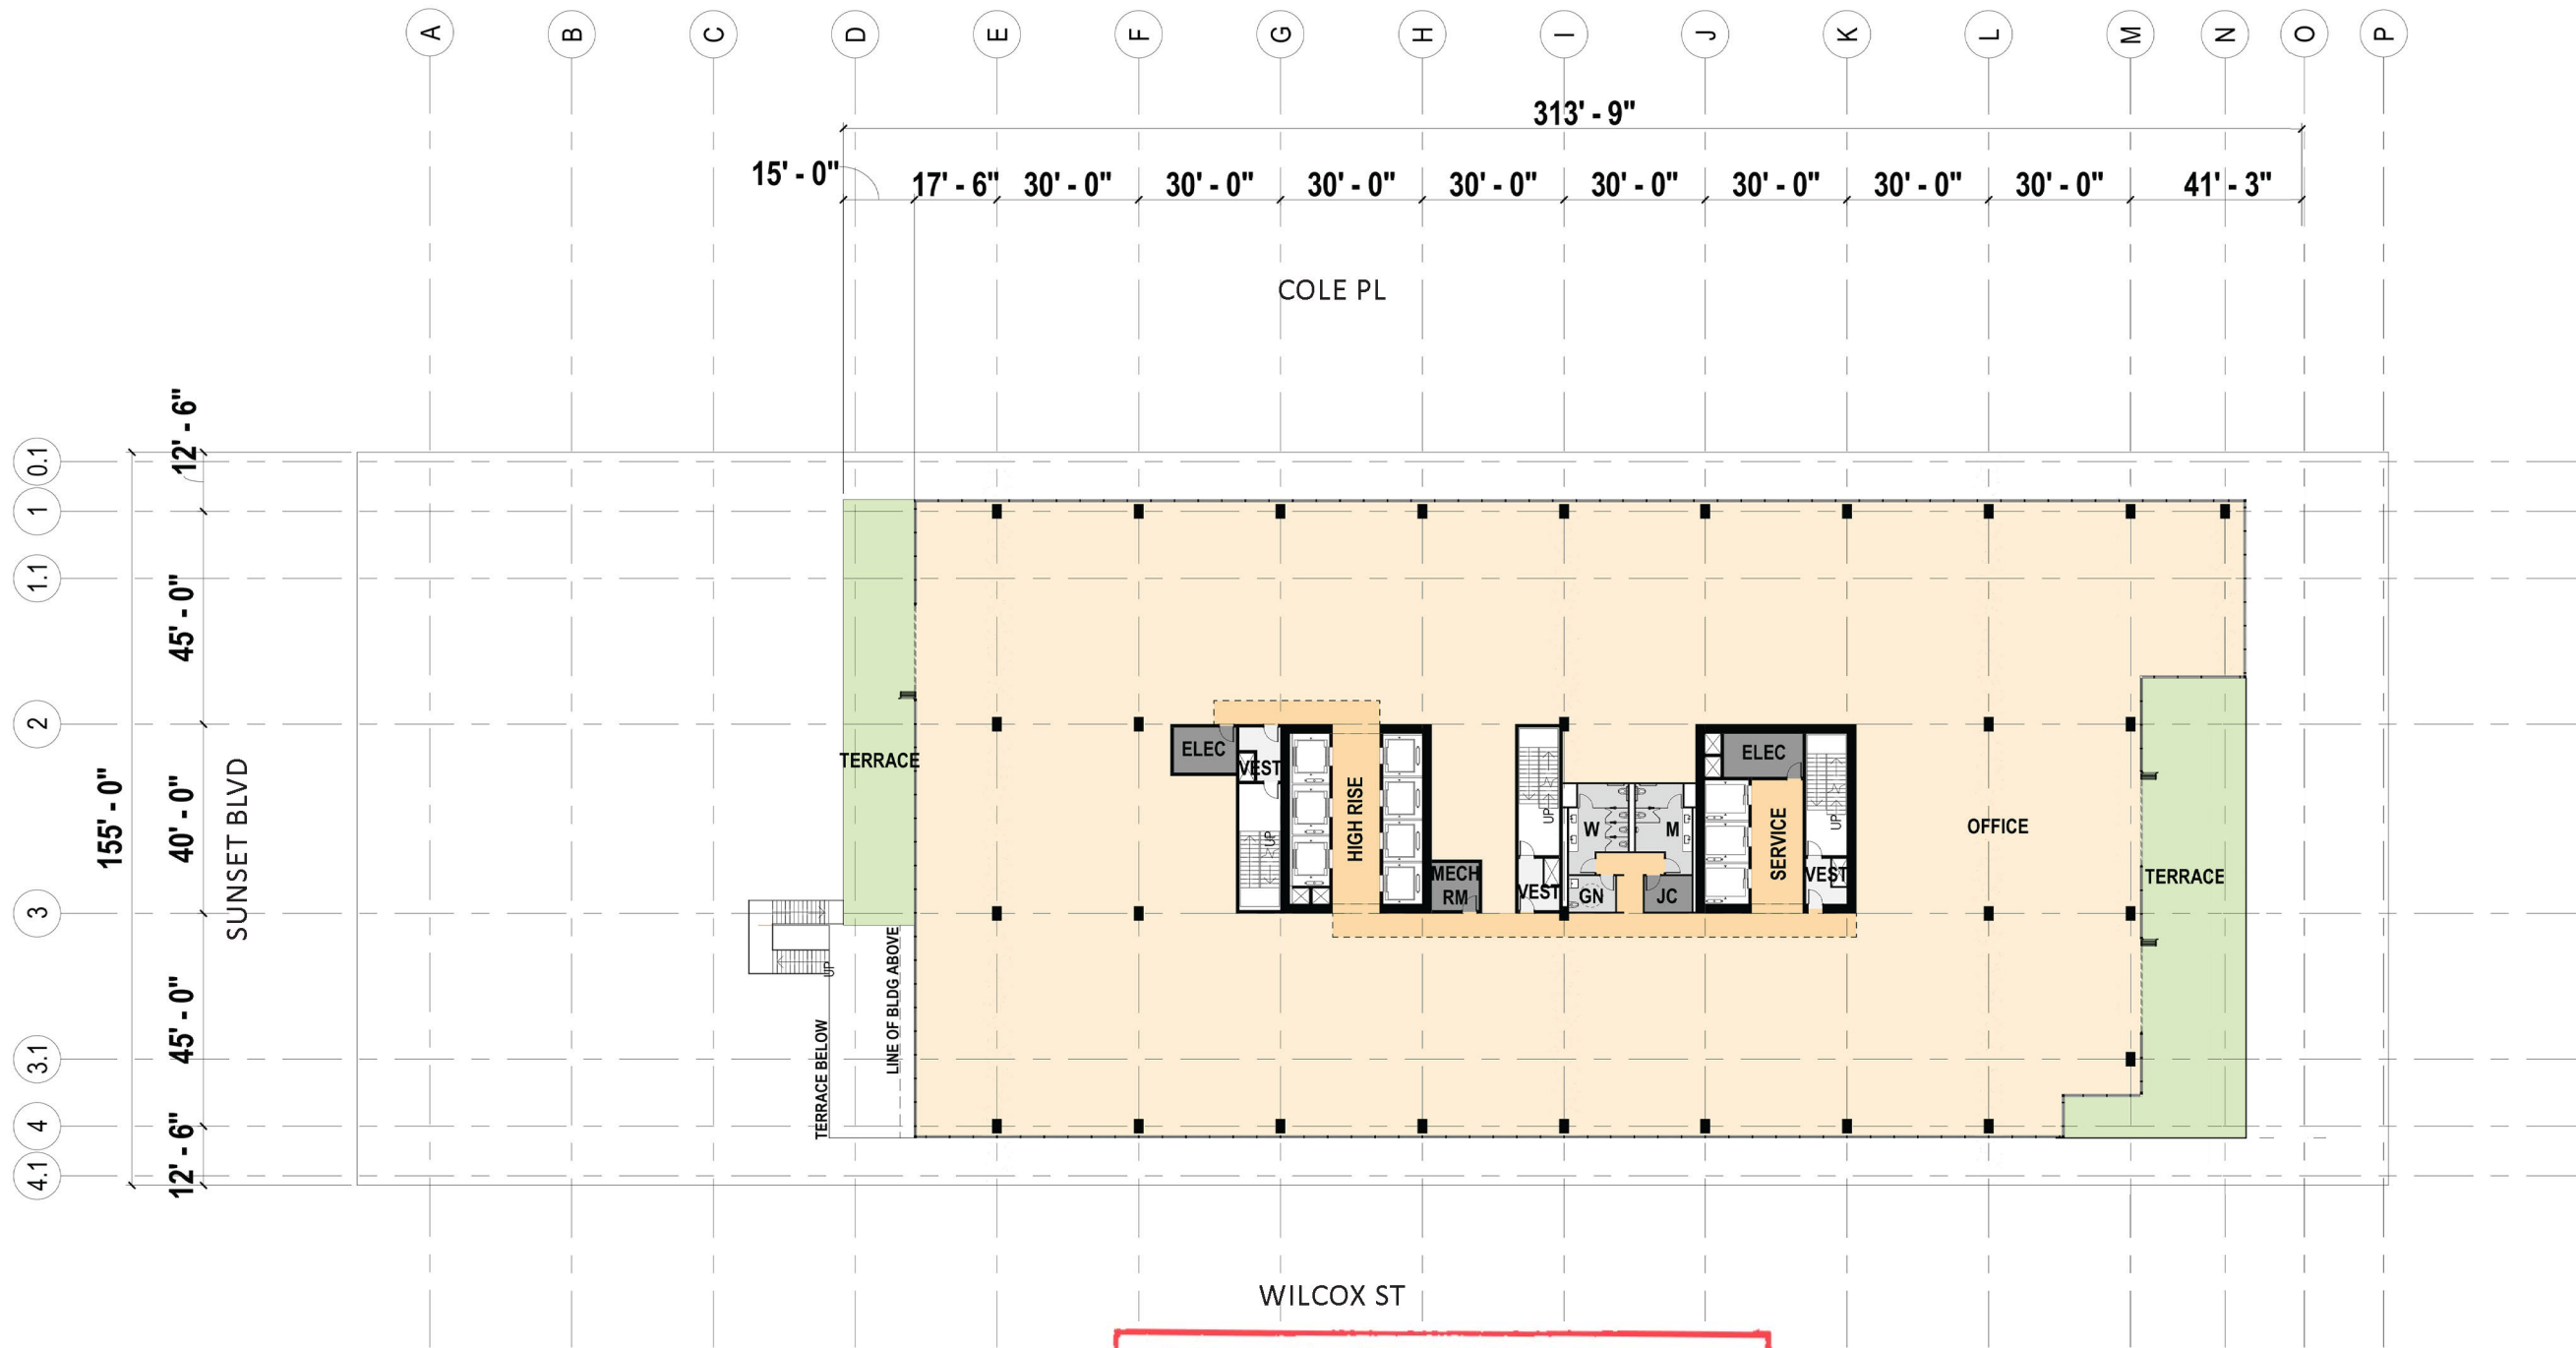 A B C D E F G H I J K L M N O P
313' - 9"
15' - 0" 17' - 6" 30' - 0" 30' - 0" 30' - 0" 30' - 0" 30' - 0" 30' - 0" 30' - 0" 30' - 0" 41' - 3"
COLE PL
0.1
1
1.1
2
3
3.1
4
4.1
155' - 0"
12' - 6"
45' - 0"
40' - 0"
45' - 0"
12' - 6"
SUNSET BLVD
TERRACE
ELEC
VEST
UP
HIGH RISE
MECH
RM
UP
VEST
W
M
GN
JC
ELEC
SERVICE
UP
VEST
OFFICE
TERRACE
UP
LINE OF BLDG ABOVE
TERRACE BELOW
WILCOX ST